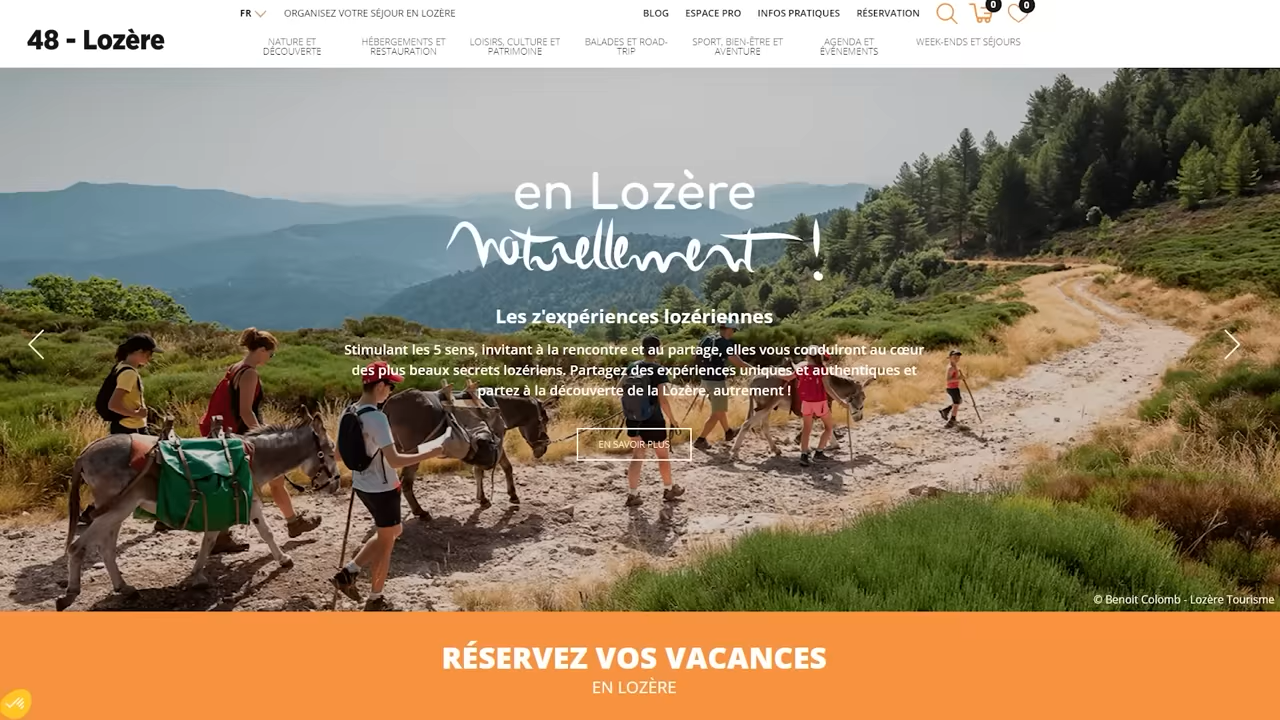 FR
ORGANISEZ VOTRE SÉJOUR EN LOZÈRE
BLOG
ESPACE PRO
INFOS PRATIQUES
RÉSERVATION
0
0
48 - Lozère
NATURE ET
DÉCOUVERTE
HÉBERGEMENTS ET
RESTAURATION
LOISIRS, CULTURE ET
PATRIMOINE
BALADES ET ROAD-
TRIP
SPORT, BIEN-ÊTRE ET
AVENTURE
AGENDA ET
ÉVÉNEMENTS
WEEK-ENDS ET SÉJOURS
en Lozère
naturellement !
Les z'expériences lozériennes
Stimulant les 5 sens, invitant à la rencontre et au partage, elles vous conduiront au cœur
des plus beaux secrets lozériens. Partagez des expériences uniques et authentiques et
partez à la découverte de la Lozère, autrement !
EN SAVOIR PLUS
© Benoit Colomb - Lozère Tourisme
RÉSERVEZ VOS VACANCES
EN LOZÈRE